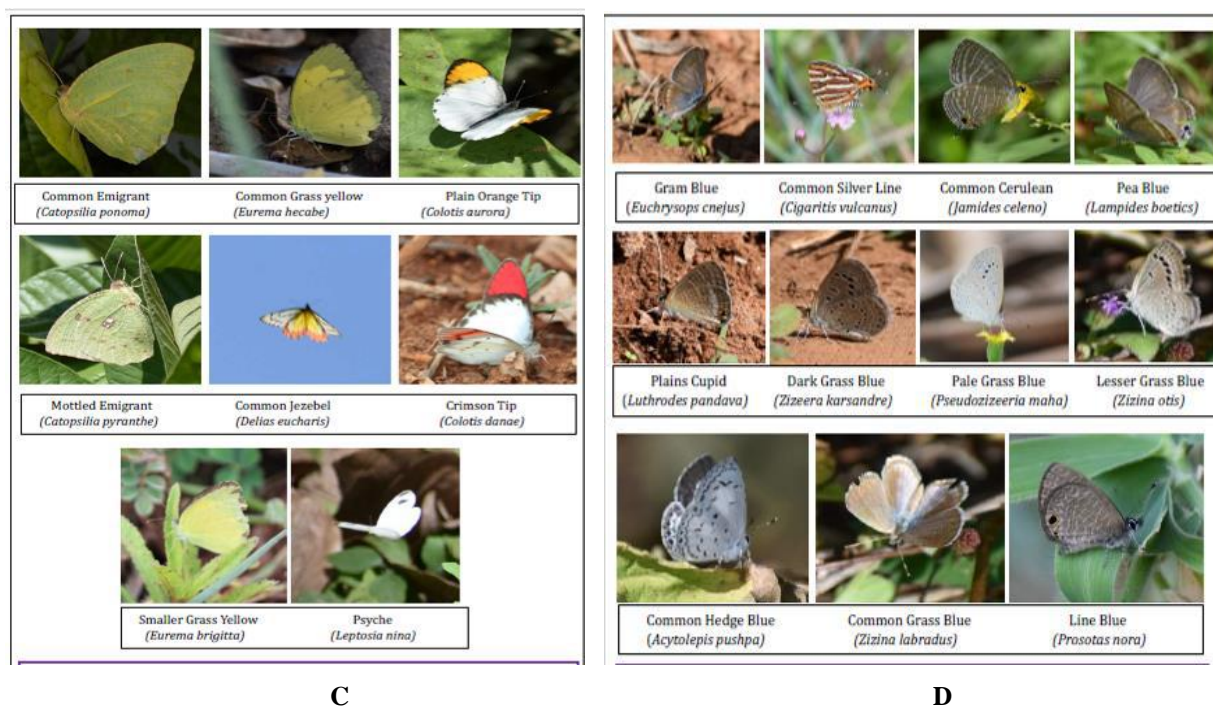 Common Emigrant Common Grass yellow Plain Orange Tip
(Catopsilia ponoma) (Eurema hecabe) (Colotis aurora)
Mottled Emigrant Common Jezebel Crimson Tip
(Catopsilia pyranthe) (Delias eucharis) (Colotis danae)
Smaller Grass Yellow Psyche
(Eurema brigitta) (Leptosia nina)
C
Gram Blue Common Silver Line Common Cerulean Pea Blue
(Euchrysops cnejus) (Cigaritis vulcanus) (Jamides celeno) (Lampides boetics)
Plains Cupid Dark Grass Blue Pale Grass Blue Lesser Grass Blue
(Luthrodes pandava) (Zizeera karsandre) (Pseudozizeeria maha) (Zizina otis)
Common Hedge Blue Common Grass Blue Line Blue
(Acytolepis pushpa) (Zizina labradus) (Prosotas nora)
D